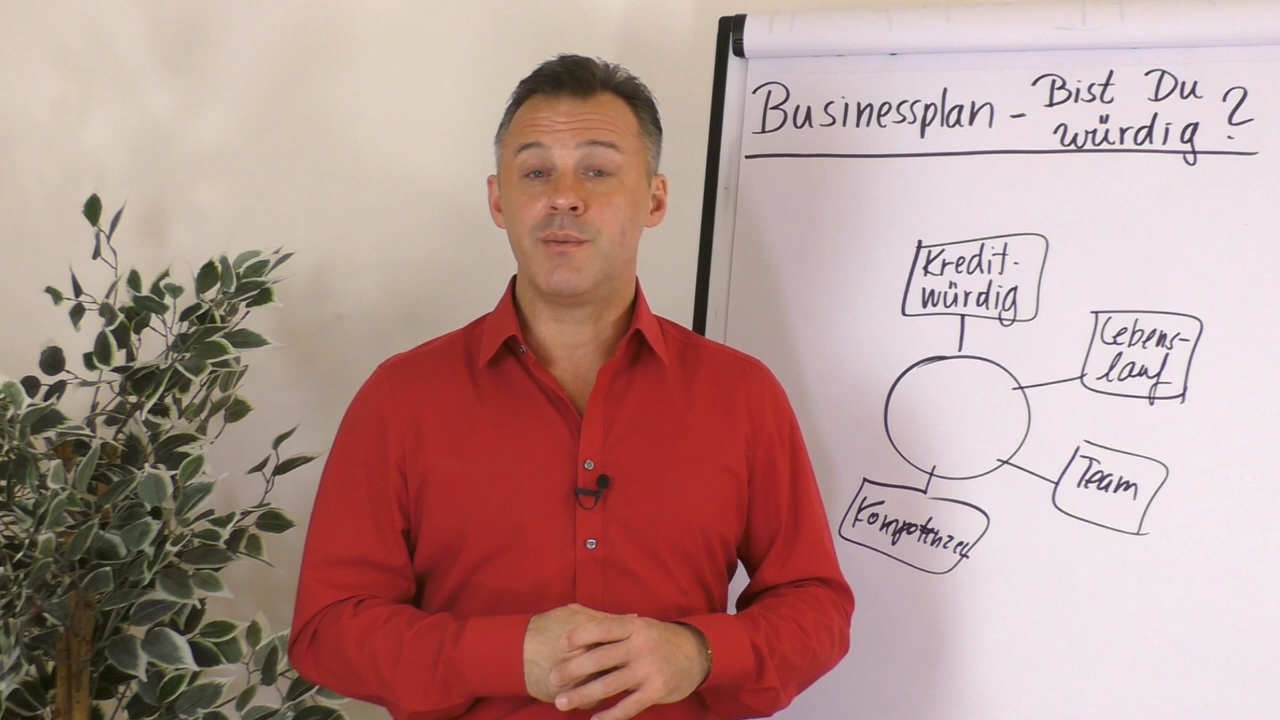 Businessplan - Bist Du
würdig?
Kredit-
würdig
Lebens-
lauf
Team
Kompetenzen